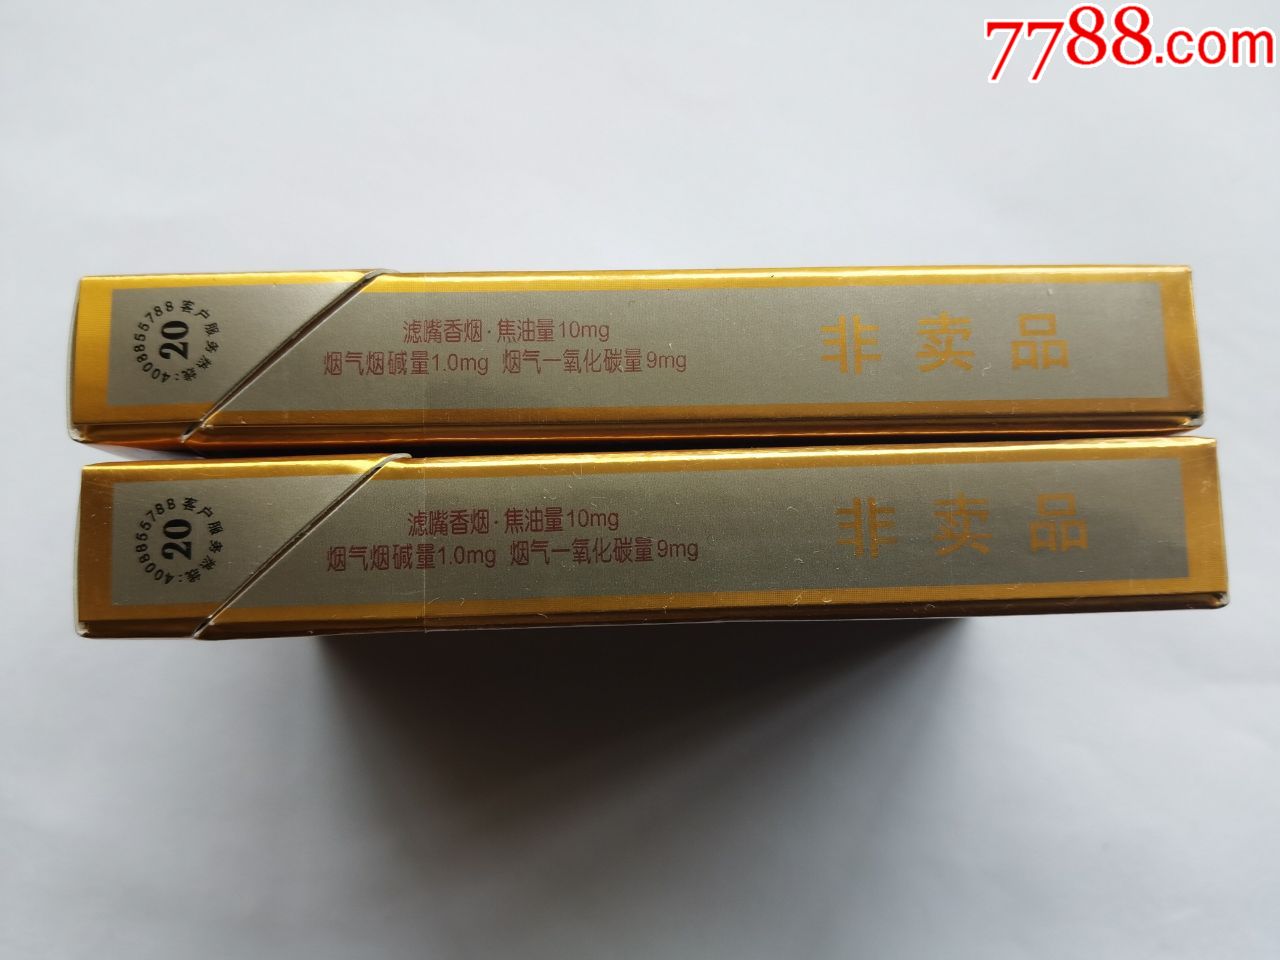 7788.com
客户服务热线:4008855788
20
滤嘴香烟·焦油量10mg
烟气烟碱量1.0mg 烟气一氧化碳量9mg
非卖品
客户服务热线:4008855788
20
滤嘴香烟·焦油量10mg
烟气烟碱量1.0mg 烟气一氧化碳量9mg
非卖品